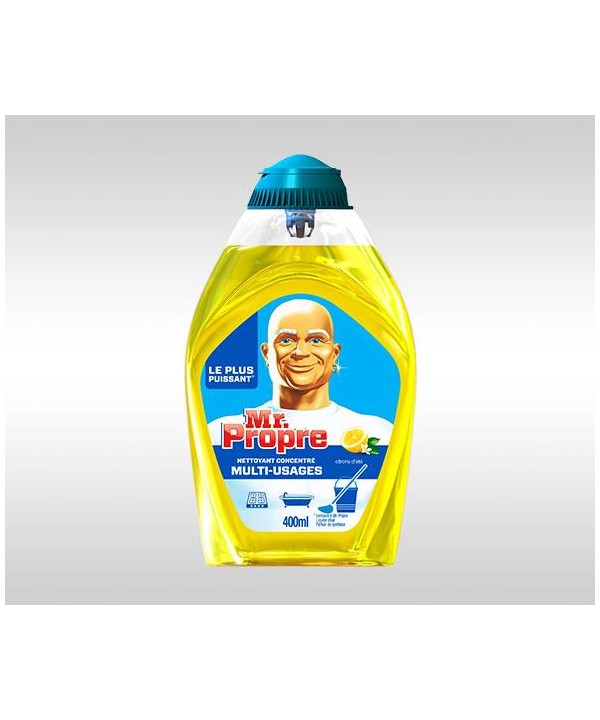 LE PLUS
PUISSANT*
Mr.
Propre
NETTOYANT CONCENTRÉ
MULTI-USAGES
citrons d'été
400ml